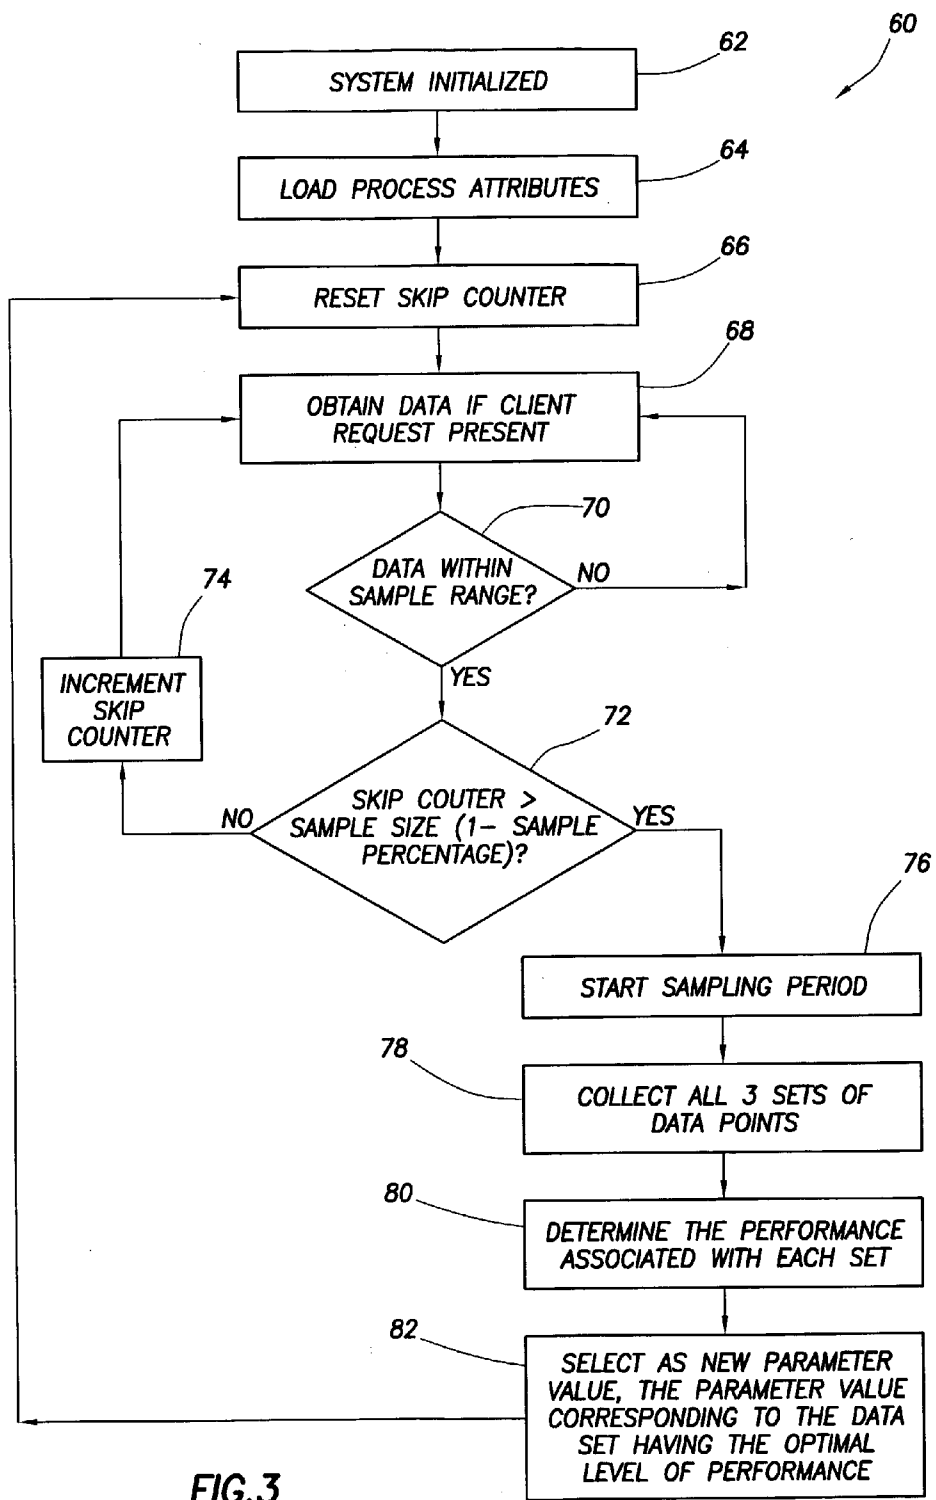 60
62
SYSTEM INITIALIZED
64
LOAD PROCESS ATTRIBUTES
66
RESET SKIP COUNTER
68
OBTAIN DATA IF CLIENT
REQUEST PRESENT
70
DATA WITHIN
SAMPLE RANGE?
NO
YES
74
INCREMENT
SKIP
COUNTER
72
SKIP COUTER >
SAMPLE SIZE (1– SAMPLE
PERCENTAGE)?
NO
YES
76
START SAMPLING PERIOD
78
COLLECT ALL 3 SETS OF
DATA POINTS
80
DETERMINE THE PERFORMANCE
ASSOCIATED WITH EACH SET
82
SELECT AS NEW PARAMETER
VALUE, THE PARAMETER VALUE
CORRESPONDING TO THE DATA
SET HAVING THE OPTIMAL
LEVEL OF PERFORMANCE
FIG.3